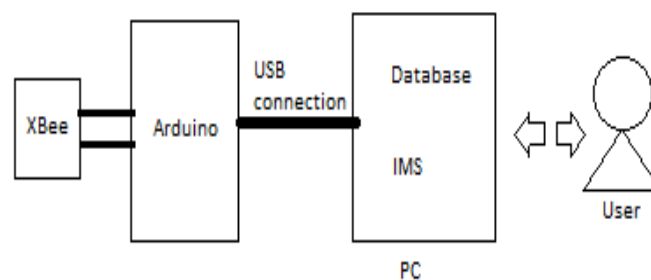 XBee
Arduino
USB
connection
Database
IMS
PC
User